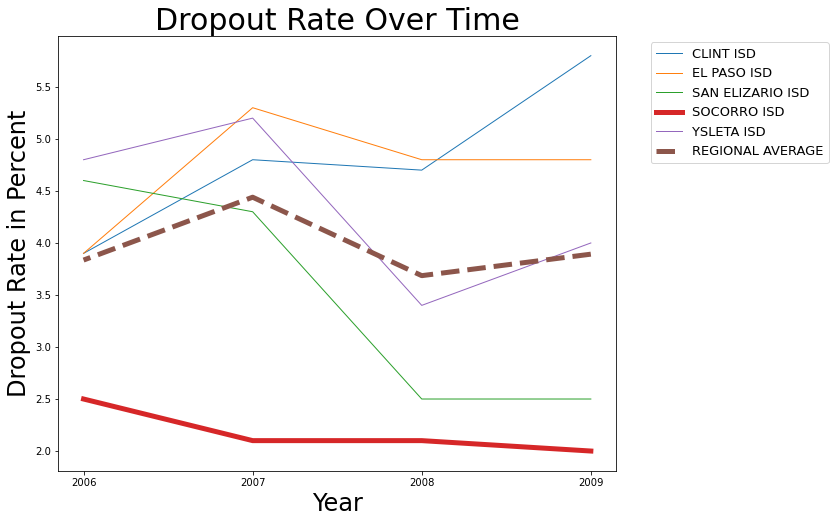 Dropout Rate Over Time
Dropout Rate in Percent
5.5
5.0
4.5
4.0
3.5
3.0
2.5
2.0
2006 2007 2008 2009
Year
CLINT ISD
EL PASO ISD
SAN ELIZARIO ISD
SOCORRO ISD
YSLETA ISD
REGIONAL AVERAGE